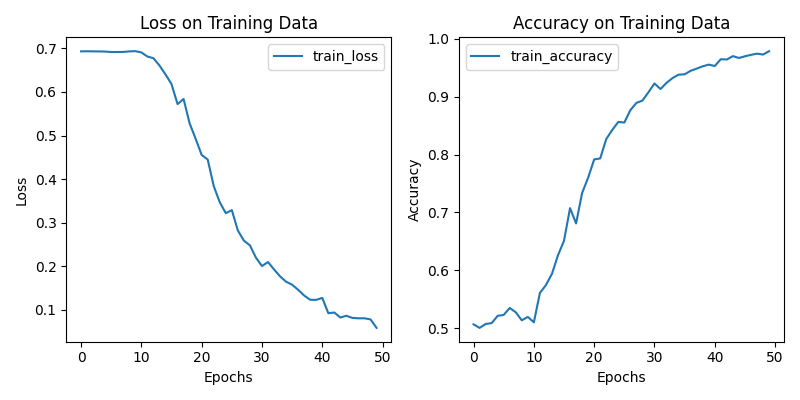 Loss on Training Data
train_loss
0.7
0.6
0.5
0.4
0.3
0.2
0.1
Loss
0 10 20 30 40 50
Epochs
Accuracy on Training Data
train_accuracy
1.0
0.9
0.8
0.7
0.6
0.5
Accuracy
0 10 20 30 40 50
Epochs